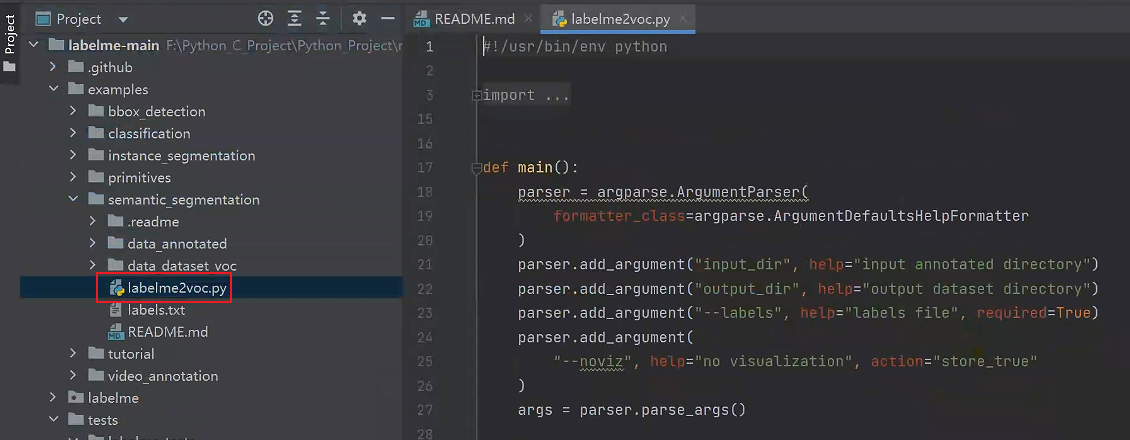 Project
Project
labelme-main F:\Python_C_Project\Python_Project\
.github
examples
bbox_detection
classification
instance_segmentation
primitives
semantic_segmentation
.readme
data_annotated
data_dataset_voc
labelme2voc.py
labels.txt
README.md
tutorial
video_annotation
labelme
tests
README.md
labelme2voc.py
1 #!/usr/bin/env python
2
3 import ...
15
16
17 def main():
18 parser = argparse.ArgumentParser(
19 formatter_class=argparse.ArgumentDefaultsHelpFormatter
20 )
21 parser.add_argument("input_dir", help="input annotated directory")
22 parser.add_argument("output_dir", help="output dataset directory")
23 parser.add_argument("--labels", help="labels file", required=True)
24 parser.add_argument(
25 "--noviz", help="no visualization", action="store_true"
26 )
27 args = parser.parse_args()
28